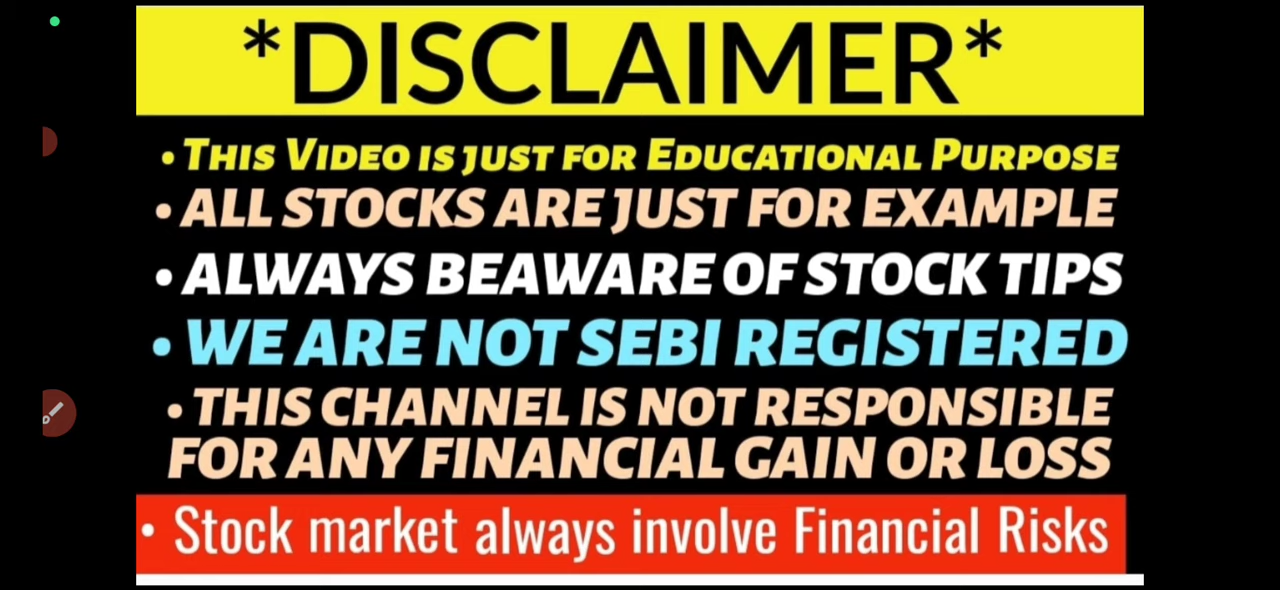 *DISCLAIMER*
• THIS VIDEO IS JUST FOR EDUCATIONAL PURPOSE
• ALL STOCKS ARE JUST FOR EXAMPLE
• ALWAYS BEAWARE OF STOCK TIPS
• WE ARE NOT SEBI REGISTERED
• THIS CHANNEL IS NOT RESPONSIBLE
FOR ANY FINANCIAL GAIN OR LOSS
• Stock market always involve Financial Risks